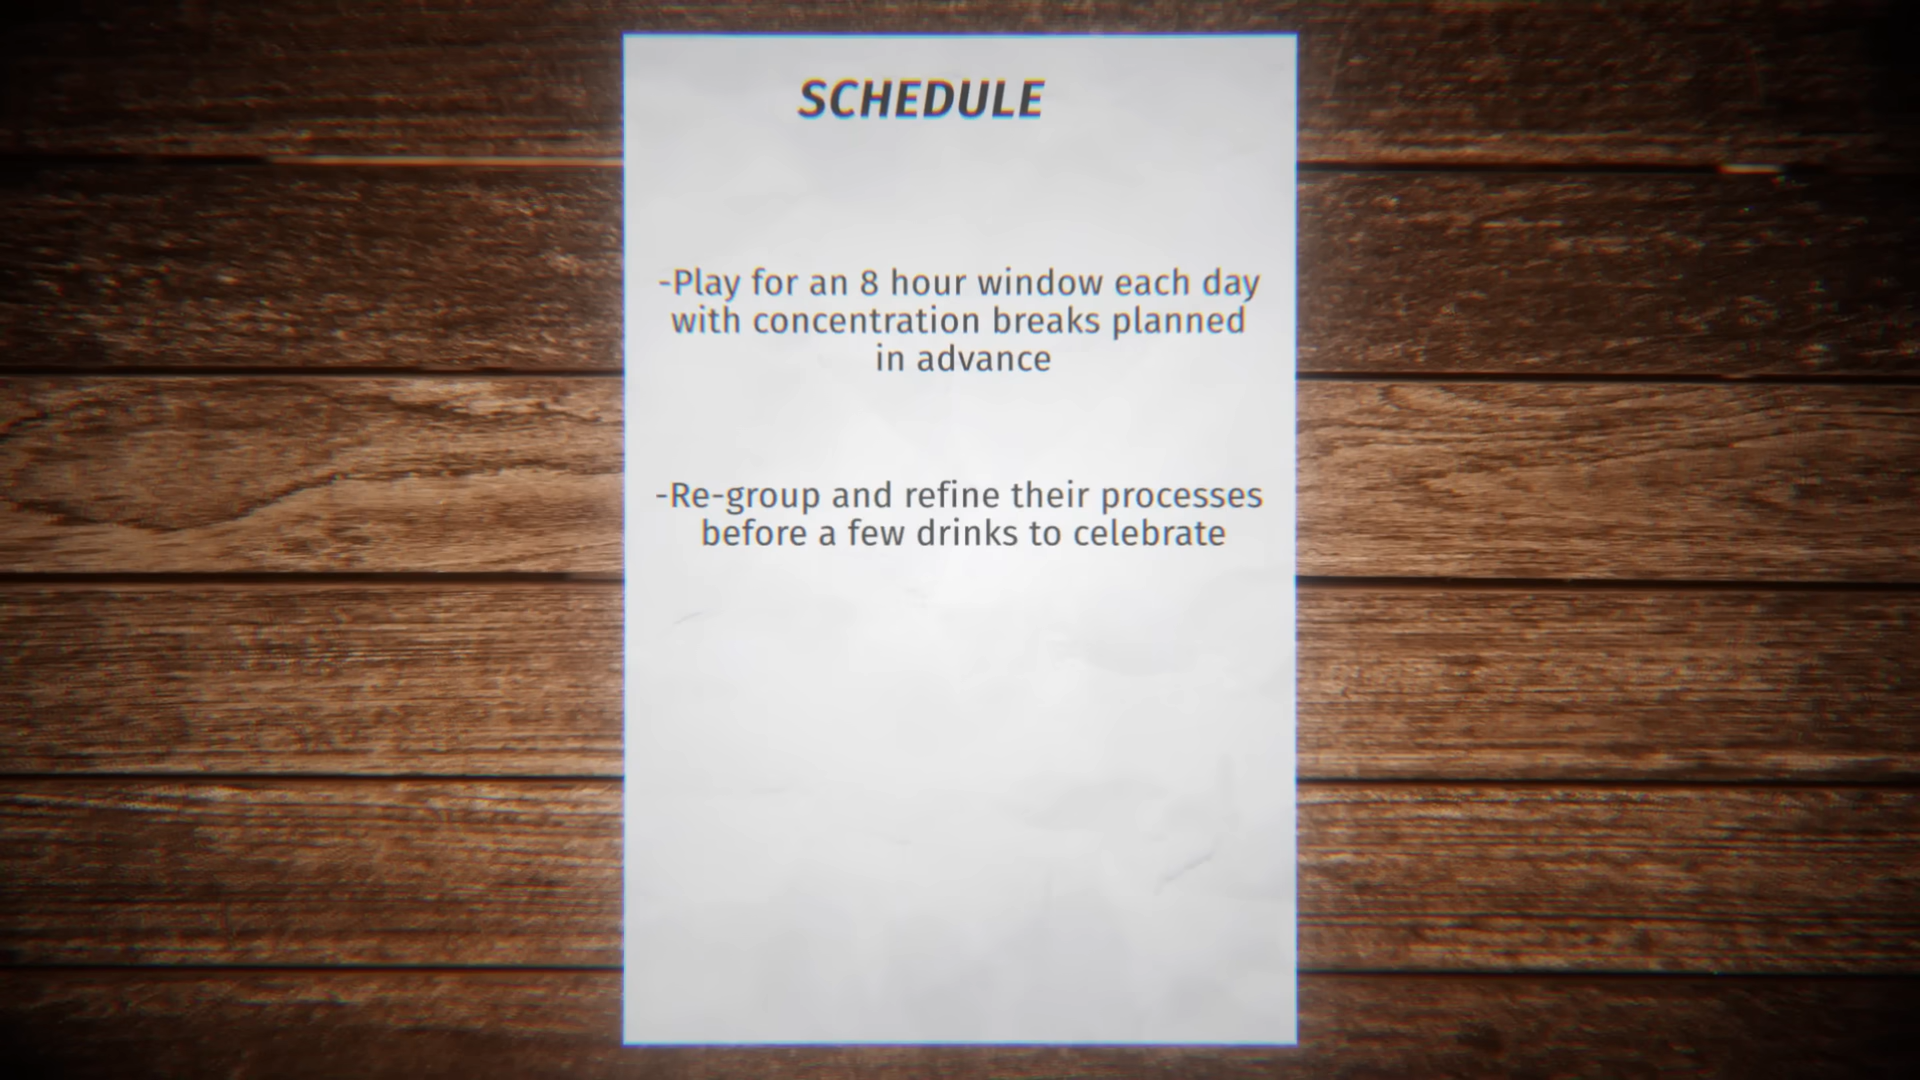 SCHEDULE
-Play for an 8 hour window each day
with concentration breaks planned
in advance
-Re-group and refine their processes
before a few drinks to celebrate